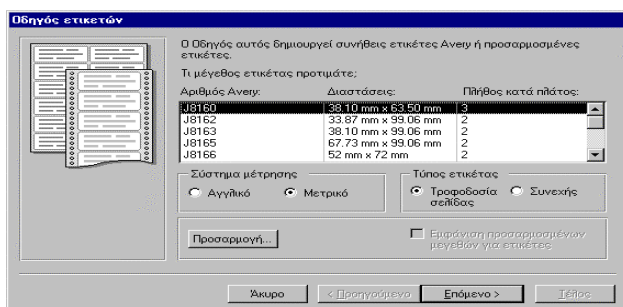 Οδηγός ετικετών
Ο Οδηγός αυτός δημιουργεί συνήθεις ετικέτες Avery ή προσαρμοσμένες
ετικέτες.
Τι μέγεθος ετικέτας προτιμάτε;
Αριθμός Avery: Διαστάσεις: Πλήθος κατά πλάτος:
J8160 38.10 mm x 63.50 mm 3
J8162 33.87 mm x 99.06 mm 2
J8163 38.10 mm x 99.06 mm 2
J8165 67.73 mm x 99.06 mm 2
J8166 52 mm x 72 mm 2
Σύστημα μέτρησης Τύπος ετικέτας
Αγγλικό Μετρικό Τροφοδοσία Συνεχής
σελίδας
Προσαρμογή... Εμφάνιση προσαρμοσμένων
μεγεθών για ετικέτες
Άκυρο < Προηγούμενο Επόμενο > Τέλος